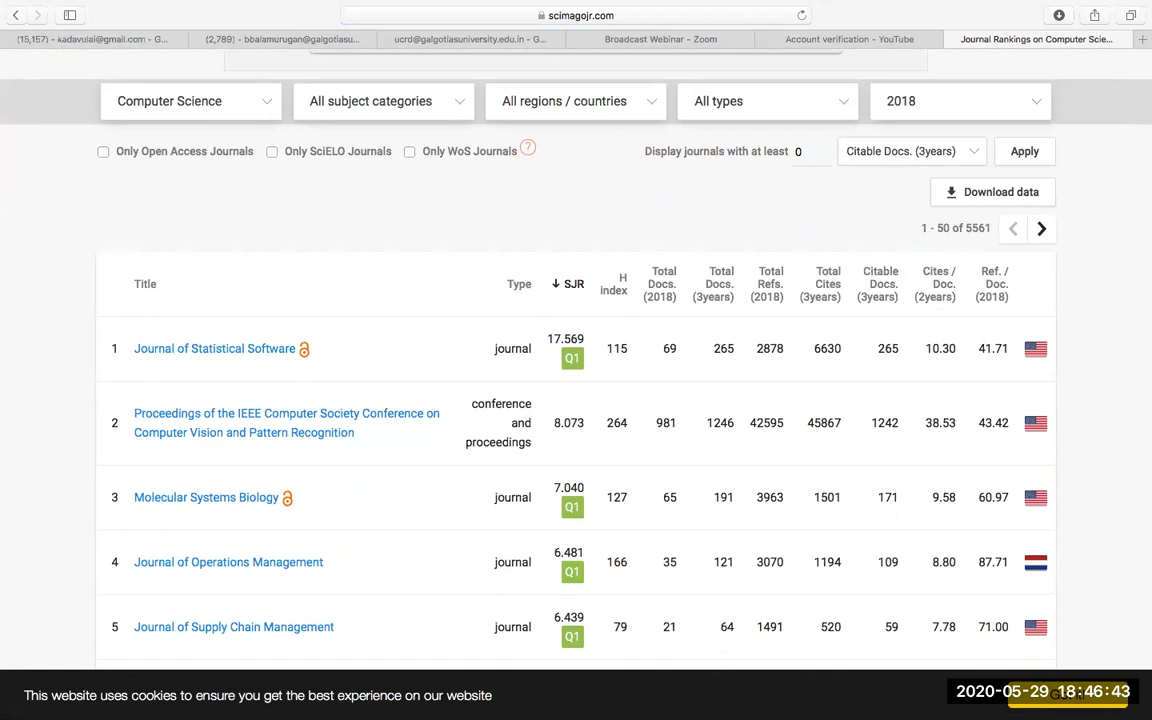 scimagojr.com
(15,157) - kadavulai@gmail.com - G...
(2,789) - bbalamurugan@galgotiasu...
ucrd@galgotiasuniversity.edu.in - G...
Broadcast Webinar - Zoom
Account verification - YouTube
Journal Rankings on Computer Scie...
Computer Science
All subject categories
All regions / countries
All types
2018
Only Open Access Journals
Only SciELO Journals
Only WoS Journals ?
Display journals with at least 0
Citable Docs. (3years)
Apply
Download data
1 - 50 of 5561
Title Type SJR H index Total Docs. (2018) Total Docs. (3years) Total Refs. (2018) Total Cites (3years) Citable Docs. (3years) Cites / Doc. (2years) Ref. / Doc. (2018)
1 Journal of Statistical Software journal 17.569 Q1 115 69 265 2878 6630 265 10.30 41.71
2 Proceedings of the IEEE Computer Society Conference on
Computer Vision and Pattern Recognition conference and proceedings 8.073 264 981 1246 42595 45867 1242 38.53 43.42
3 Molecular Systems Biology journal 7.040 Q1 127 65 191 3963 1501 171 9.58 60.97
4 Journal of Operations Management journal 6.481 Q1 166 35 121 3070 1194 109 8.80 87.71
5 Journal of Supply Chain Management journal 6.439 Q1 79 21 64 1491 520 59 7.78 71.00
This website uses cookies to ensure you get the best experience on our website
2020-05-29 18:46:43